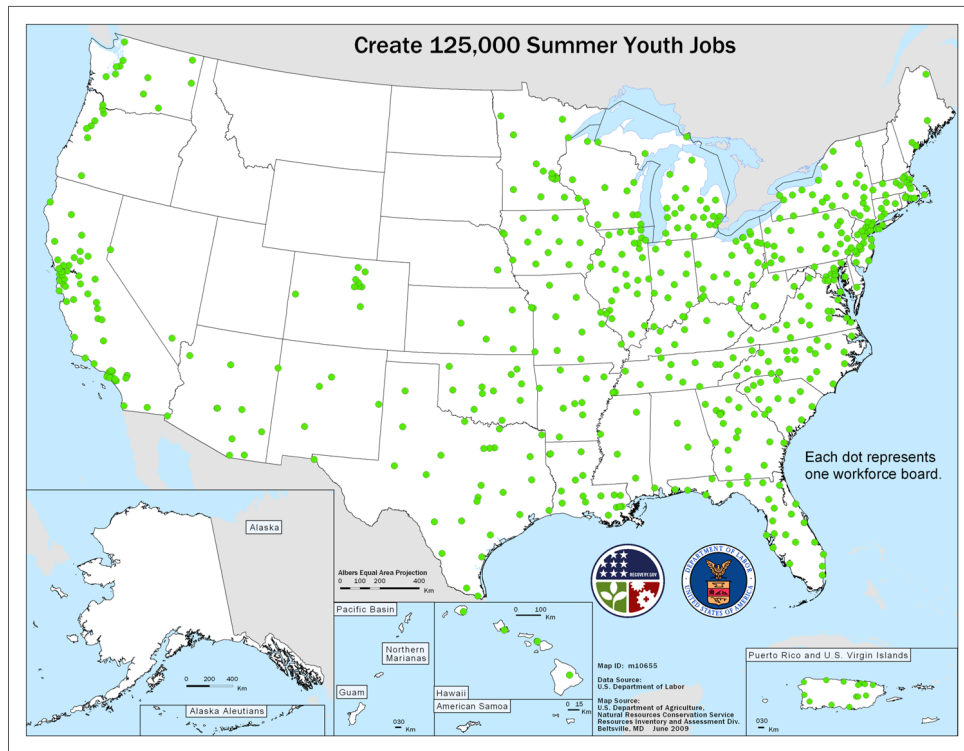 Create 125,000 Summer Youth Jobs
Each dot represents
one workforce board.
Alaska
Albers Equal Area Projection
0 100 200 400
Km
RECOVERY.GOV
DEPARTMENT OF LABOR
UNITED STATES OF AMERICA
Pacific Basin
0 100
Km
Northern
Marianas
Puerto Rico and U.S. Virgin Islands
Map ID: m10655
Data Source:
U.S. Department of Labor
0 200 400
Km
Guam
Hawaii
American Samoa
0 15
Km
Map Source:
U.S. Department of Agriculture,
Natural Resources Conservation Service
Resources Inventory and Assessment Div.
Beltsville, MD June 2009
Alaska Aleutians
030
Km
030
Km